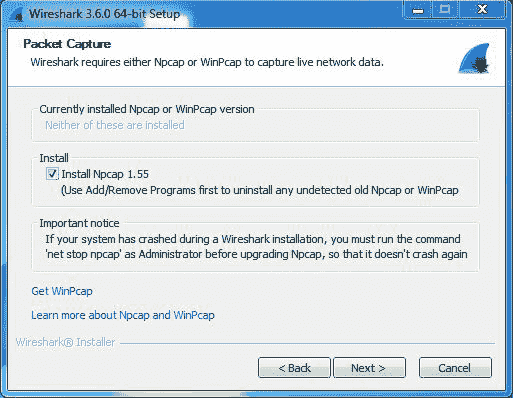 Wireshark 3.6.0 64-bit Setup
Packet Capture
Wireshark requires either Npcap or WinPcap to capture live network data.
Currently installed Npcap or WinPcap version
Neither of these are installed
Install
Install Npcap 1.55
(Use Add/Remove Programs first to uninstall any undetected old Npcap or WinPcap
Important notice
If your system has crashed during a Wireshark installation, you must run the command
'net stop npcap' as Administrator before upgrading Npcap, so that it doesn't crash again
Get WinPcap
Learn more about Npcap and WinPcap
Wireshark® Installer
< Back
Next >
Cancel